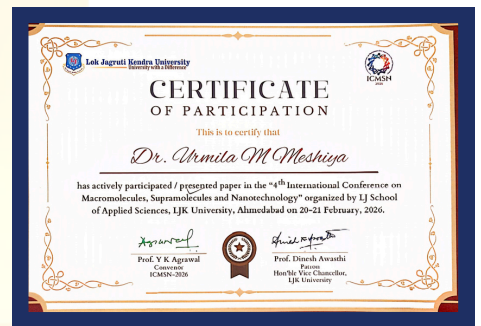 Lok Jagruti Kendra University
University with a Difference
ICMSN
2026
CERTIFICATE
OF PARTICIPATION
This is to certify that
Dr. Urmila M Meshiya
has actively participated / presented paper in the "4th International Conference on
Macromolecules, Supramolecules and Nanotechnology" organized by LJ School
of Applied Sciences, LJK University, Ahmedabad on 20-21 February, 2026.
Prof. Y K Agrawal
Convenor
ICMSN-2026
Prof. Dinesh Awasthi
Patron
Hon'ble Vice Chancellor,
LJK University